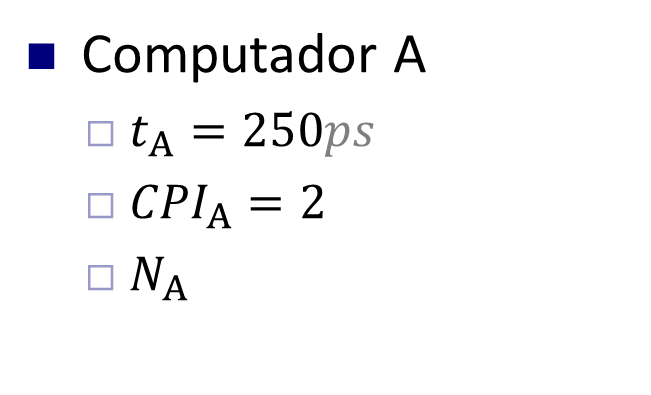 Computador A
t_A = 250ps
CPI_A = 2
N_A